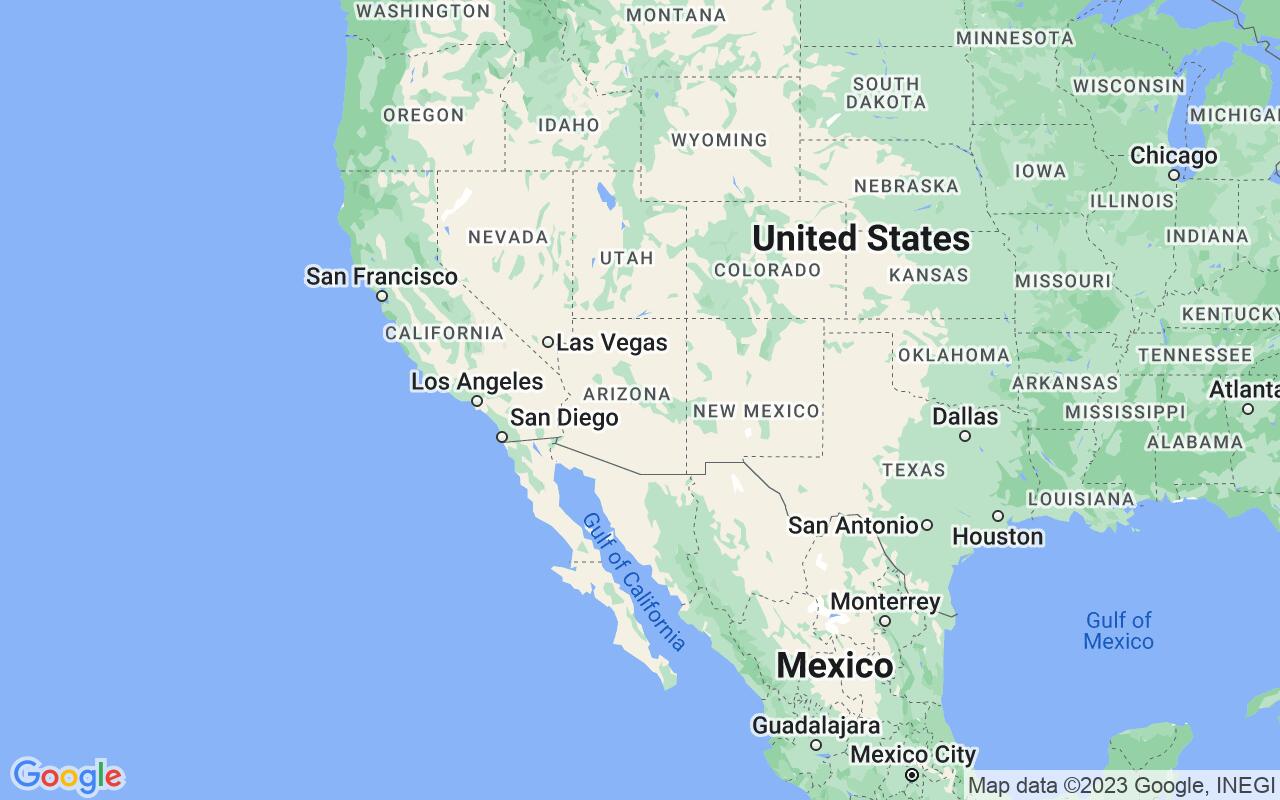 WASHINGTON
MONTANA
MINNESOTA
OREGON
IDAHO
SOUTH
DAKOTA
WISCONSIN
MICHIGA
WYOMING
Chicago
IOWA
NEBRASKA
ILLINOIS
NEVADA
UTAH
United States
INDIANA
COLORADO
KANSAS
MISSOURI
San Francisco
CALIFORNIA
Las Vegas
KENTUCKY
OKLAHOMA
TENNESSEE
Los Angeles
ARIZONA
ARKANSAS
Atlanta
San Diego
NEW MEXICO
Dallas
MISSISSIPPI
ALABAMA
TEXAS
LOUISIANA
San Antonio
Houston
Gulf of California
Monterrey
Gulf of
Mexico
Mexico
Guadalajara
Mexico City
Google
Map data ©2023 Google, INEGI